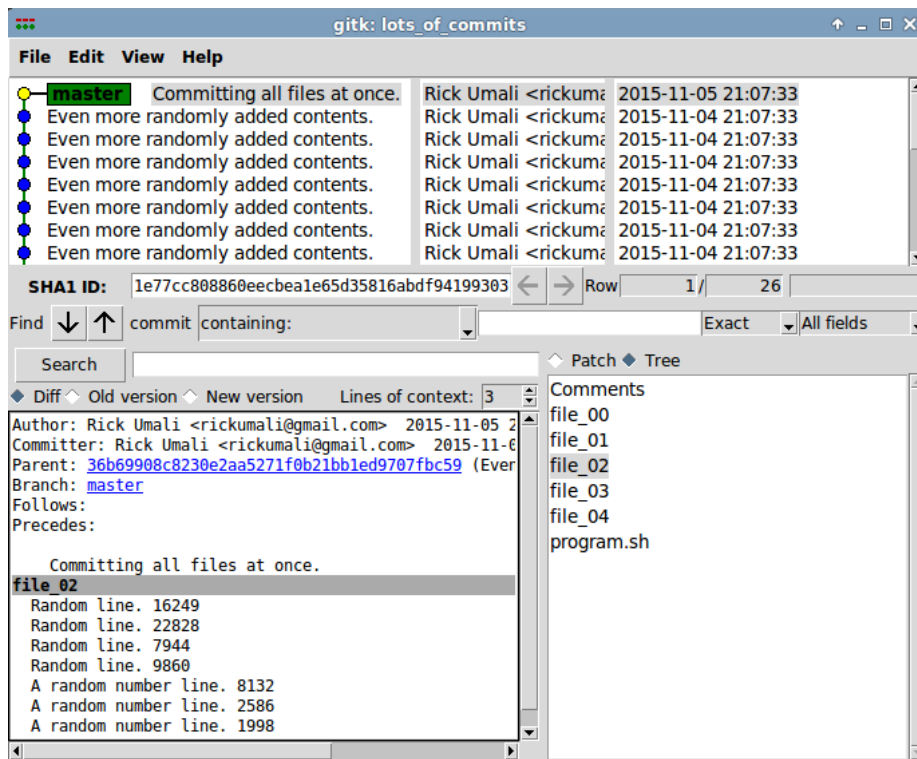 gitk: lots_of_commits
File Edit View Help
master Committing all files at once. Rick Umali <rickuma 2015-11-05 21:07:33
Even more randomly added contents. Rick Umali <rickuma 2015-11-04 21:07:33
Even more randomly added contents. Rick Umali <rickuma 2015-11-04 21:07:33
Even more randomly added contents. Rick Umali <rickuma 2015-11-04 21:07:33
Even more randomly added contents. Rick Umali <rickuma 2015-11-04 21:07:33
Even more randomly added contents. Rick Umali <rickuma 2015-11-04 21:07:33
Even more randomly added contents. Rick Umali <rickuma 2015-11-04 21:07:33
Even more randomly added contents. Rick Umali <rickuma 2015-11-04 21:07:33
SHA1 ID: 1e77cc808860eecbea1e65d35816abdf94199303 Row 1 / 26
Find commit containing: Exact All fields
Search
Diff Old version New version Lines of context: 3
Author: Rick Umali <rickumali@gmail.com> 2015-11-05 2
Committer: Rick Umali <rickumali@gmail.com> 2015-11-0
Parent: 36b69908c8230e2aa5271f0b21bb1ed9707fbc59 (Even
Branch: master
Follows:
Precedes:
Committing all files at once.
file_02
Random line. 16249
Random line. 22828
Random line. 7944
Random line. 9860
A random number line. 8132
A random number line. 2586
A random number line. 1998
Patch Tree
Comments
file_00
file_01
file_02
file_03
file_04
program.sh